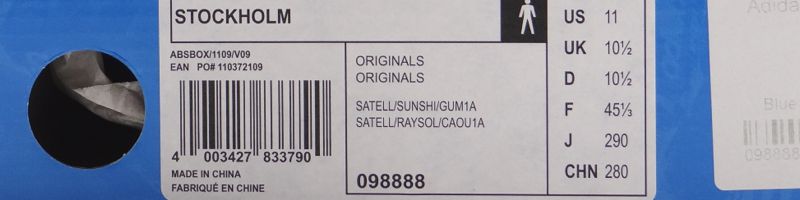 STOCKHOLM
ABSBOX/1109/V09
EAN PO# 110372109
4 003427 833790
MADE IN CHINA
FABRIQUÉ EN CHINE
ORIGINALS
ORIGINALS
SATELL/SUNSHI/GUM1A
SATELL/RAYSOL/CAOU1A
098888
US 11
UK 10½
D 10½
F 45⅓
J 290
CHN 280
Adida
Blue
098888